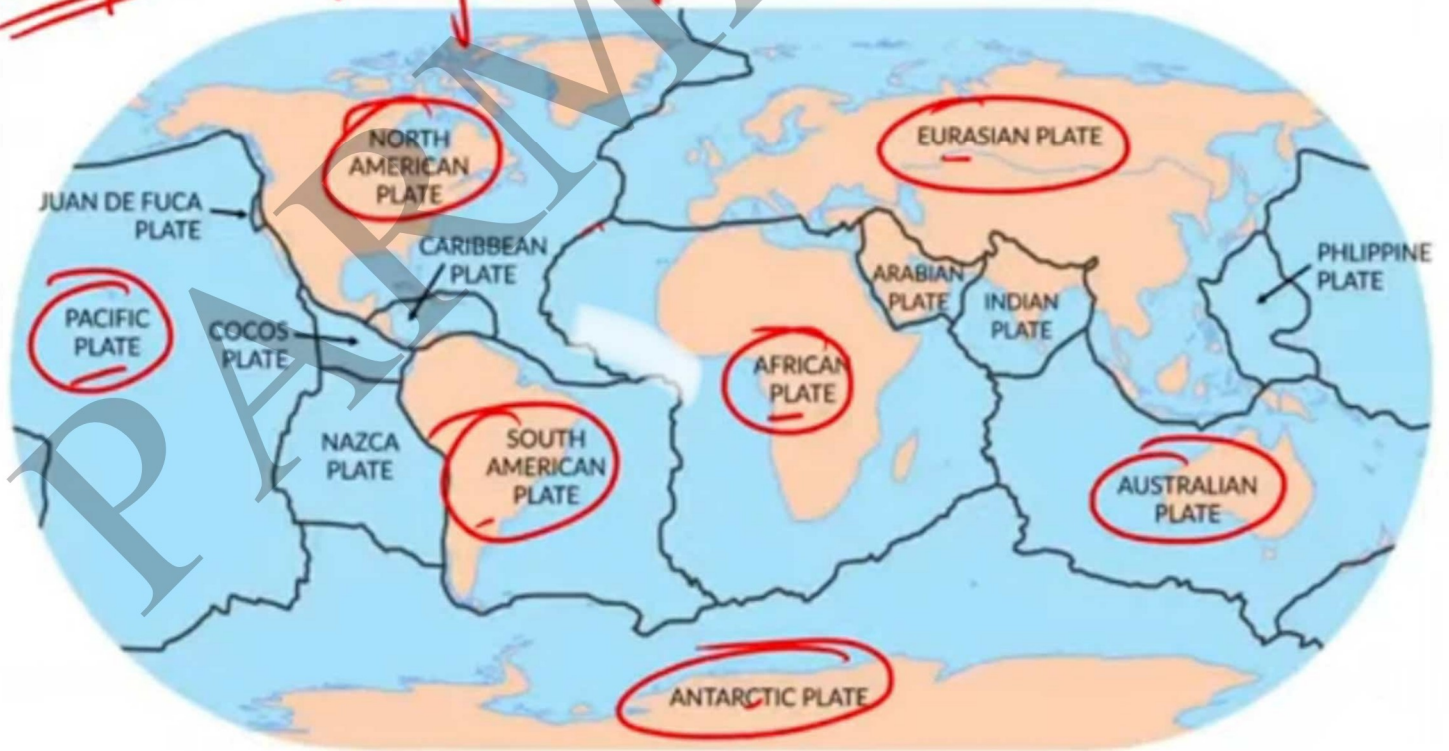 NORTH
AMERICAN
PLATE
EURASIAN PLATE
JUAN DE FUCA
PLATE
CARIBBEAN
PLATE
PHLIPPINE
PLATE
ARABIAN
PLATE
INDIAN
PLATE
PACIFIC
PLATE
COCOS
PLATE
AFRICAN
PLATE
NAZCA
PLATE
SOUTH
AMERICAN
PLATE
AUSTRALIAN
PLATE
ANTARCTIC PLATE